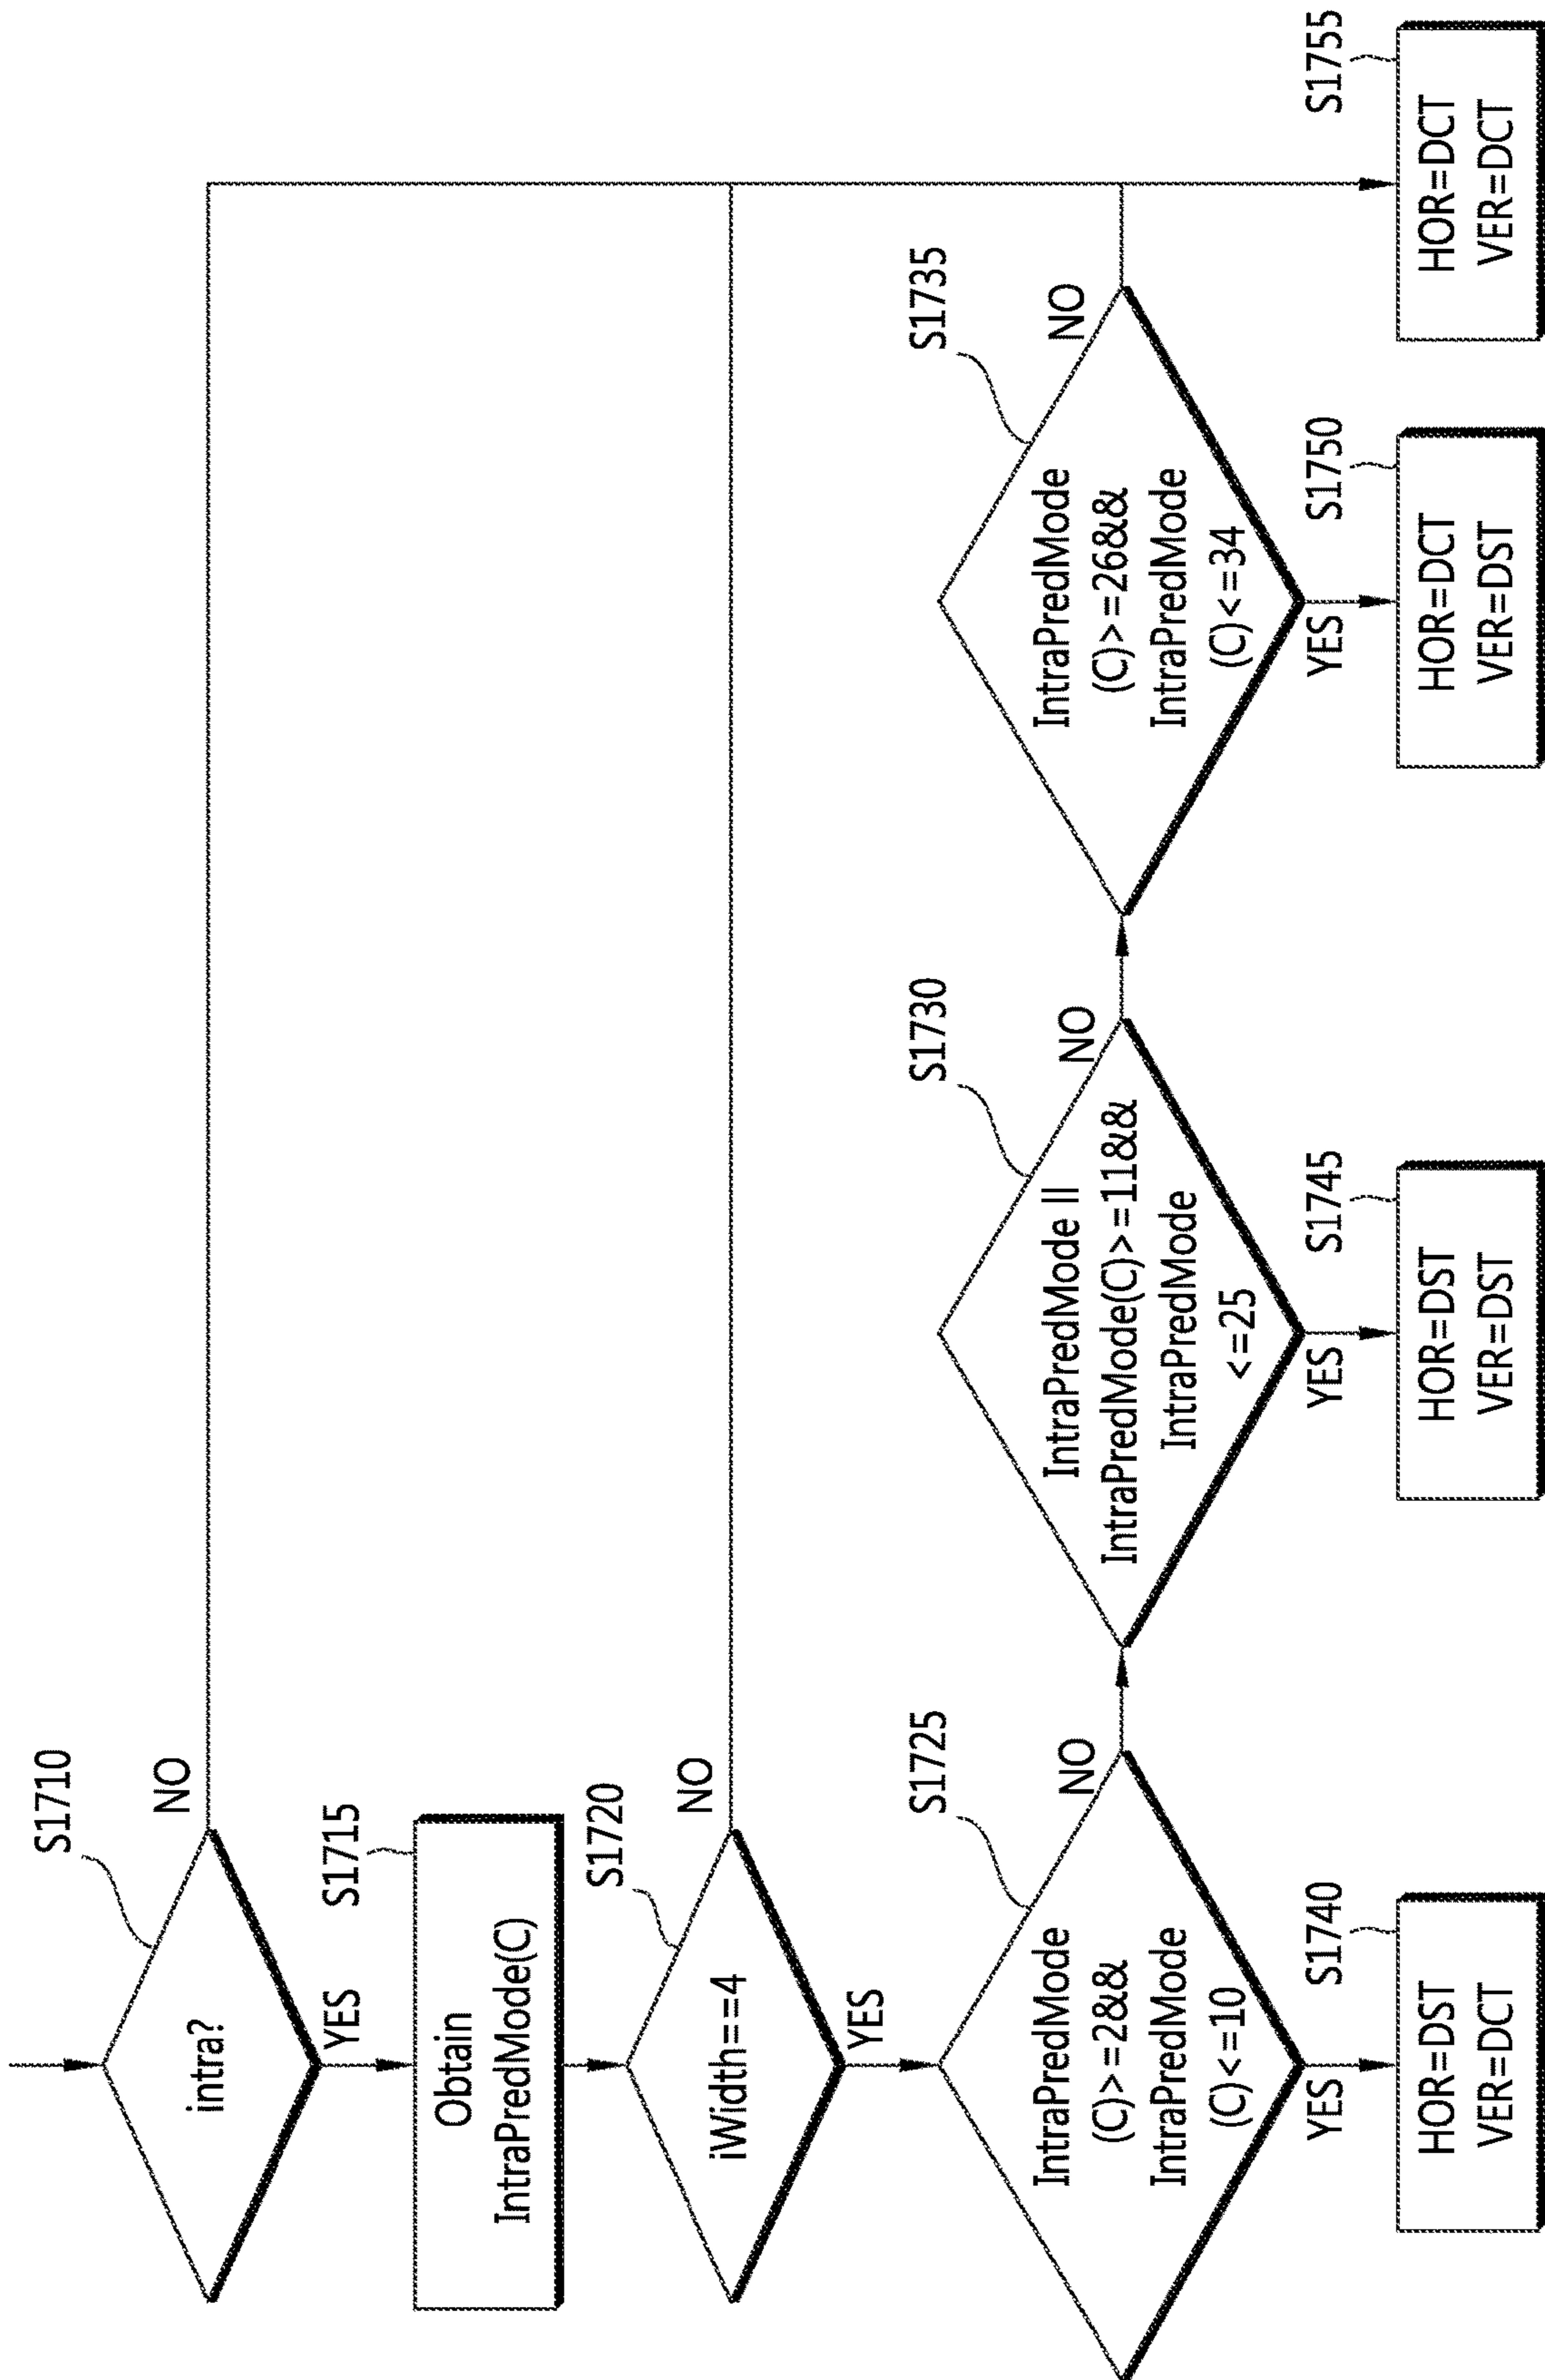 S1710
intra?
NO
YES
S1715
Obtain
IntraPredMode(C)
S1720
iWidth==4
NO
YES
S1725
IntraPredMode
(C)>=2&&
IntraPredMode
(C)<=10
NO
YES
S1730
IntraPredMode ||
IntraPredMode(C)>=11&&
IntraPredMode
<=25
NO
YES
S1735
IntraPredMode
(C)>=26&&
IntraPredMode
(C)<=34
NO
YES
S1740
HOR=DST
VER=DCT
S1745
HOR=DST
VER=DST
S1750
HOR=DCT
VER=DST
S1755
HOR=DCT
VER=DCT